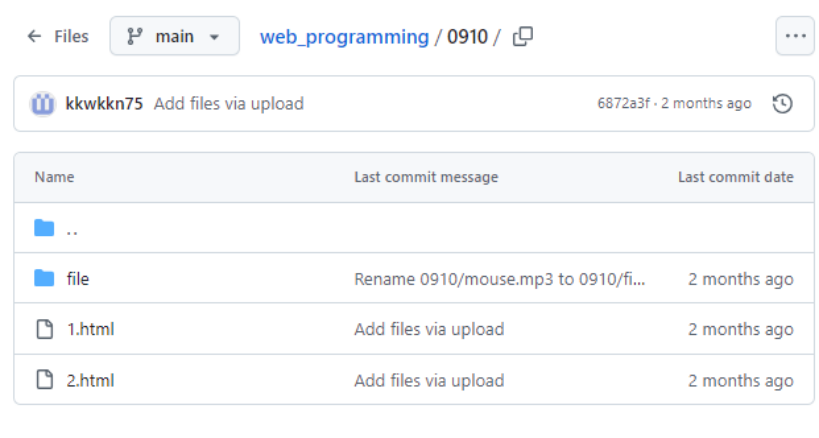 ← Files main web_programming / 0910 / ...
kkwkkn75 Add files via upload 6872a3f · 2 months ago
Name Last commit message Last commit date
..
file Rename 0910/mouse.mp3 to 0910/fi... 2 months ago
1.html Add files via upload 2 months ago
2.html Add files via upload 2 months ago